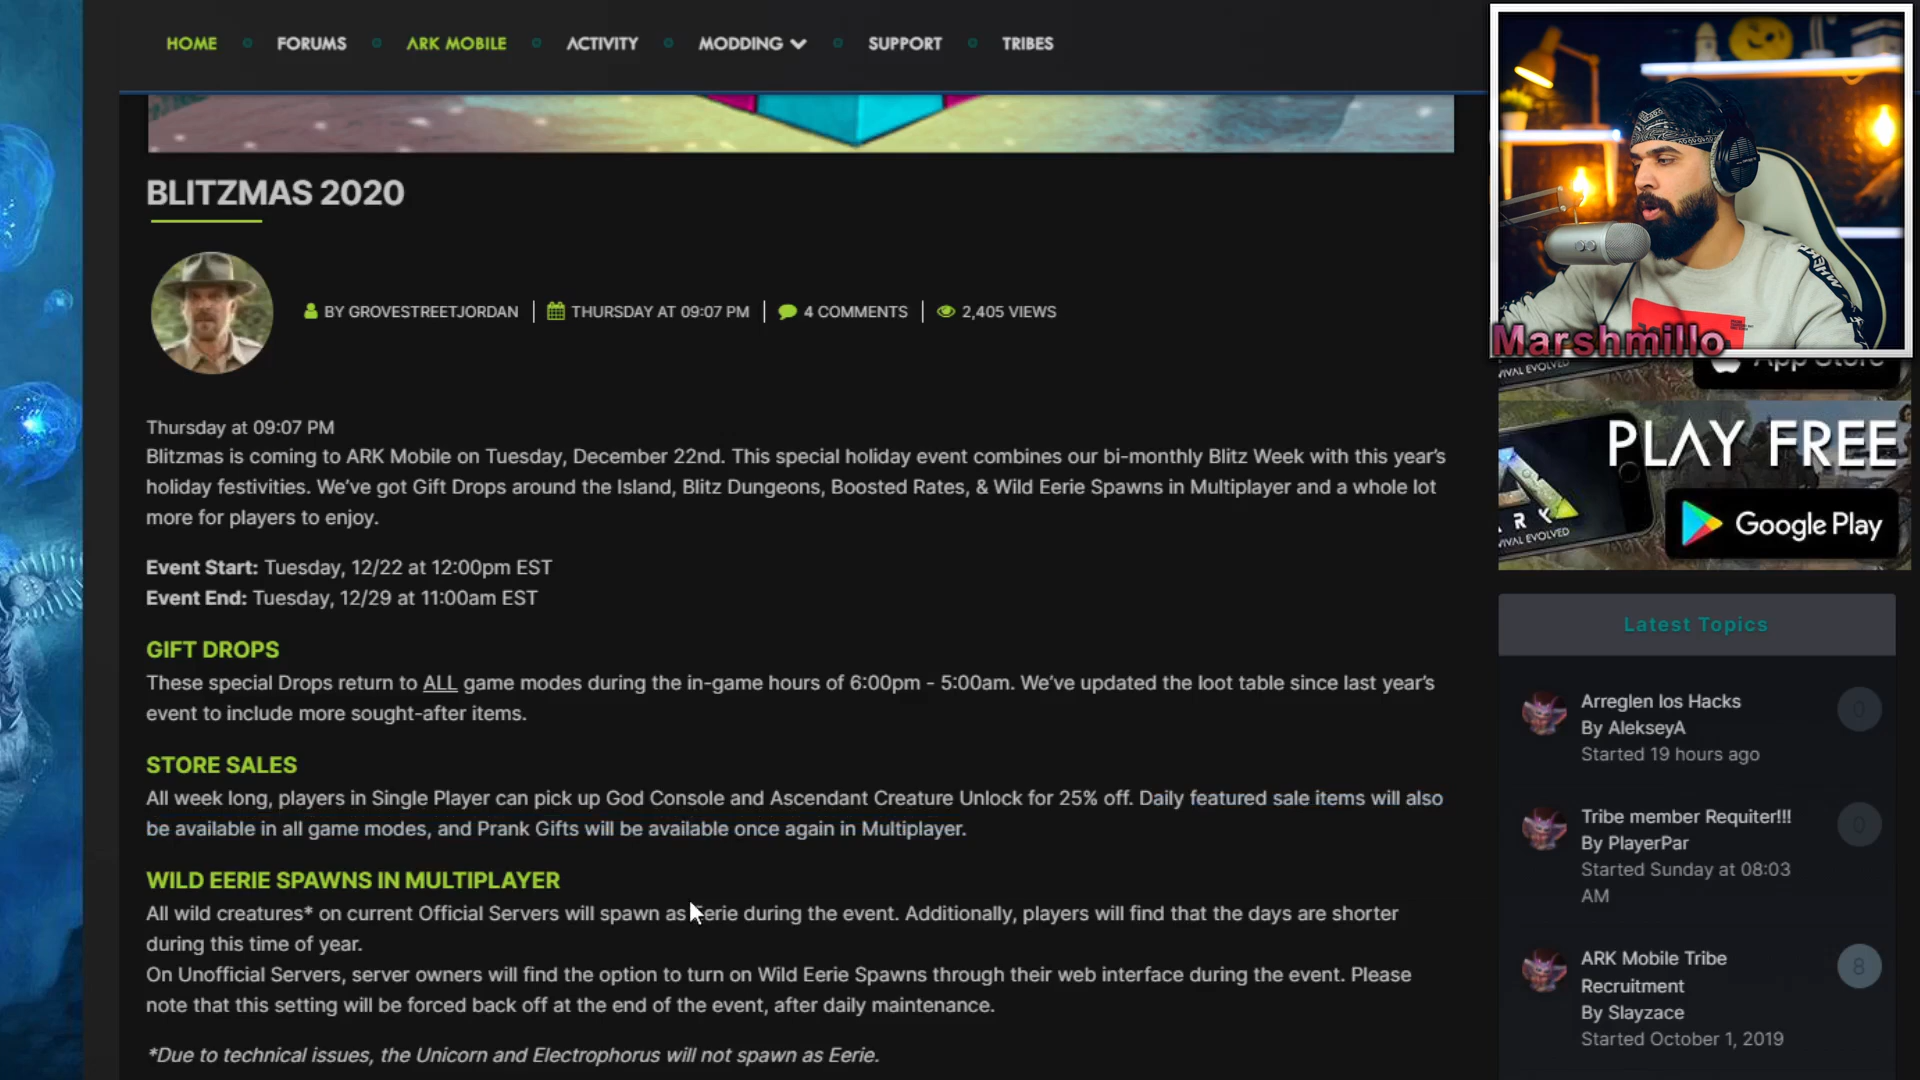 HOME FORUMS ARK MOBILE ACTIVITY MODDING SUPPORT TRIBES
BLITZMAS 2020
BY GROVESTREETJORDAN | THURSDAY AT 09:07 PM | 4 COMMENTS | 2,405 VIEWS
Thursday at 09:07 PM
Blitzmas is coming to ARK Mobile on Tuesday, December 22nd. This special holiday event combines our bi-monthly Blitz Week with this year's
holiday festivities. We've got Gift Drops around the Island, Blitz Dungeons, Boosted Rates, & Wild Eerie Spawns in Multiplayer and a whole lot
more for players to enjoy.
Event Start: Tuesday, 12/22 at 12:00pm EST
Event End: Tuesday, 12/29 at 11:00am EST
GIFT DROPS
These special Drops return to ALL game modes during the in-game hours of 6:00pm - 5:00am. We've updated the loot table since last year's
event to include more sought-after items.
STORE SALES
All week long, players in Single Player can pick up God Console and Ascendant Creature Unlock for 25% off. Daily featured sale items will also
be available in all game modes, and Prank Gifts will be available once again in Multiplayer.
WILD EERIE SPAWNS IN MULTIPLAYER
All wild creatures* on current Official Servers will spawn as Eerie during the event. Additionally, players will find that the days are shorter
during this time of year.
On Unofficial Servers, server owners will find the option to turn on Wild Eerie Spawns through their web interface during the event. Please
note that this setting will be forced back off at the end of the event, after daily maintenance.
*Due to technical issues, the Unicorn and Electrophorus will not spawn as Eerie.
Marshmillo
App Store
PLAY FREE
Google Play
Latest Topics
Arreglen los Hacks
By AlekseyA
Started 19 hours ago
0
Tribe member Requiter!!!
By PlayerPar
Started Sunday at 08:03
AM
0
ARK Mobile Tribe
Recruitment
By Slayzace
Started October 1, 2019
8